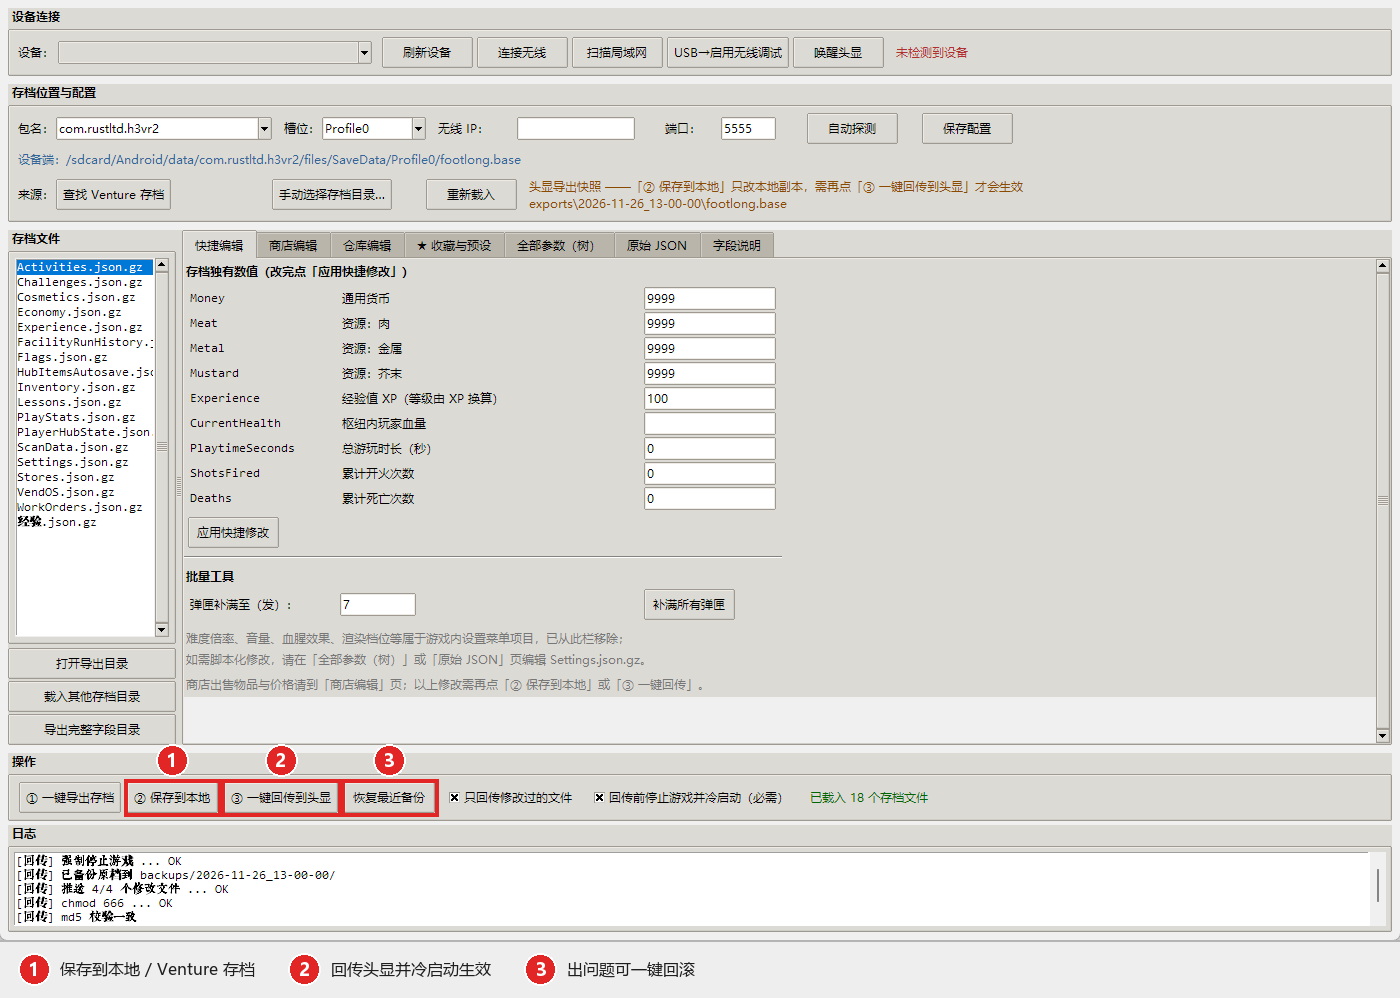 设备连接
设备： 刷新设备 连接无线 扫描局域网 USB→启用无线调试 唤醒头显 未检测到设备
存档位置与配置
包名： com.rustltd.h3vr2 槽位： Profile0 无线 IP： 端口： 5555 自动探测 保存配置
设备端： /sdcard/Android/data/com.rustltd.h3vr2/files/SaveData/Profile0/footlong.base
来源： 查找 Venture 存档 手动选择存档目录... 重新载入
头显导出快照 ——「② 保存到本地」只改本地副本，需再点「③ 一键回传到头显」才会生效
exports\2026-11-26_13-00-00\footlong.base
存档文件
Activities.json.gz
Challenges.json.gz
Cosmetics.json.gz
Economy.json.gz
Experience.json.gz
FacilityRunHistory.j
Flags.json.gz
HubItemsAutosave.jso
Inventory.json.gz
Lessons.json.gz
PlayStats.json.gz
PlayerHubState.json.
ScanData.json.gz
Settings.json.gz
Stores.json.gz
VendOS.json.gz
WorkOrders.json.gz
经验.json.gz
打开导出目录
载入其他存档目录
导出完整字段目录
快捷编辑 商店编辑 仓库编辑 ★ 收藏与预设 全部参数（树） 原始 JSON 字段说明
存档独有数值（改完点「应用快捷修改」）
Money 通用货币 9999
Meat 资源：肉 9999
Metal 资源：金属 9999
Mustard 资源：芥末 9999
Experience 经验值 XP（等级由 XP 换算） 100
CurrentHealth 枢纽内玩家血量
PlaytimeSeconds 总游玩时长（秒） 0
ShotsFired 累计开火次数 0
Deaths 累计死亡次数 0
应用快捷修改
批量工具
弹匣补满至（发）： 7 补满所有弹匣
难度倍率、音量、血腥效果、渲染档位等属于游戏内设置菜单项目，已从此栏移除；
如需脚本化修改，请在「全部参数（树）」或「原始 JSON」页编辑 Settings.json.gz。
商店出售物品与价格请到「商店编辑」页；以上修改需再点「② 保存到本地」或「③ 一键回传」。
操作
1 2 3
① 一键导出存档 ② 保存到本地 ③ 一键回传到头显 恢复最近备份 只回传修改过的文件 回传前停止游戏并冷启动（必需） 已载入 18 个存档文件
日志
[回传] 强制停止游戏 ... OK
[回传] 已备份原档到 backups/2026-11-26_13-00-00/
[回传] 推送 4/4 个修改文件 ... OK
[回传] chmod 666 ... OK
[回传] md5 校验一致
1 保存到本地 / Venture 存档 2 回传头显并冷启动生效 3 出问题可一键回滚